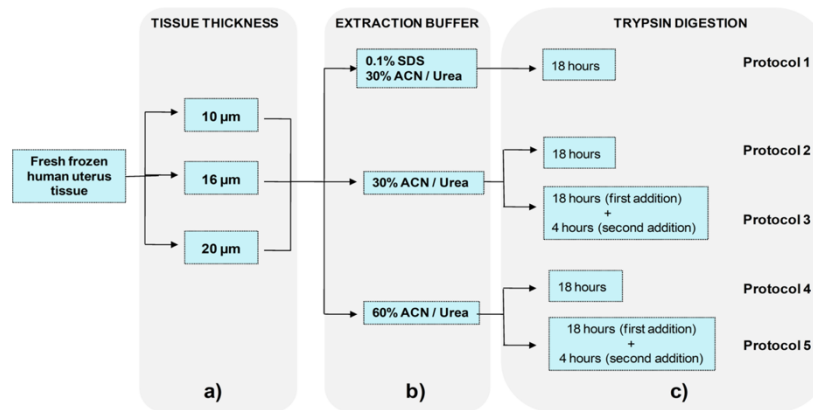 TISSUE THICKNESS
EXTRACTION BUFFER
TRYPSIN DIGESTION
Fresh frozen
human uterus
tissue
10 µm
16 µm
20 µm
0.1% SDS
30% ACN / Urea
30% ACN / Urea
60% ACN / Urea
18 hours
Protocol 1
18 hours
Protocol 2
18 hours (first addition)
+
4 hours (second addition)
Protocol 3
18 hours
Protocol 4
18 hours (first addition)
+
4 hours (second addition)
Protocol 5
a)
b)
c)